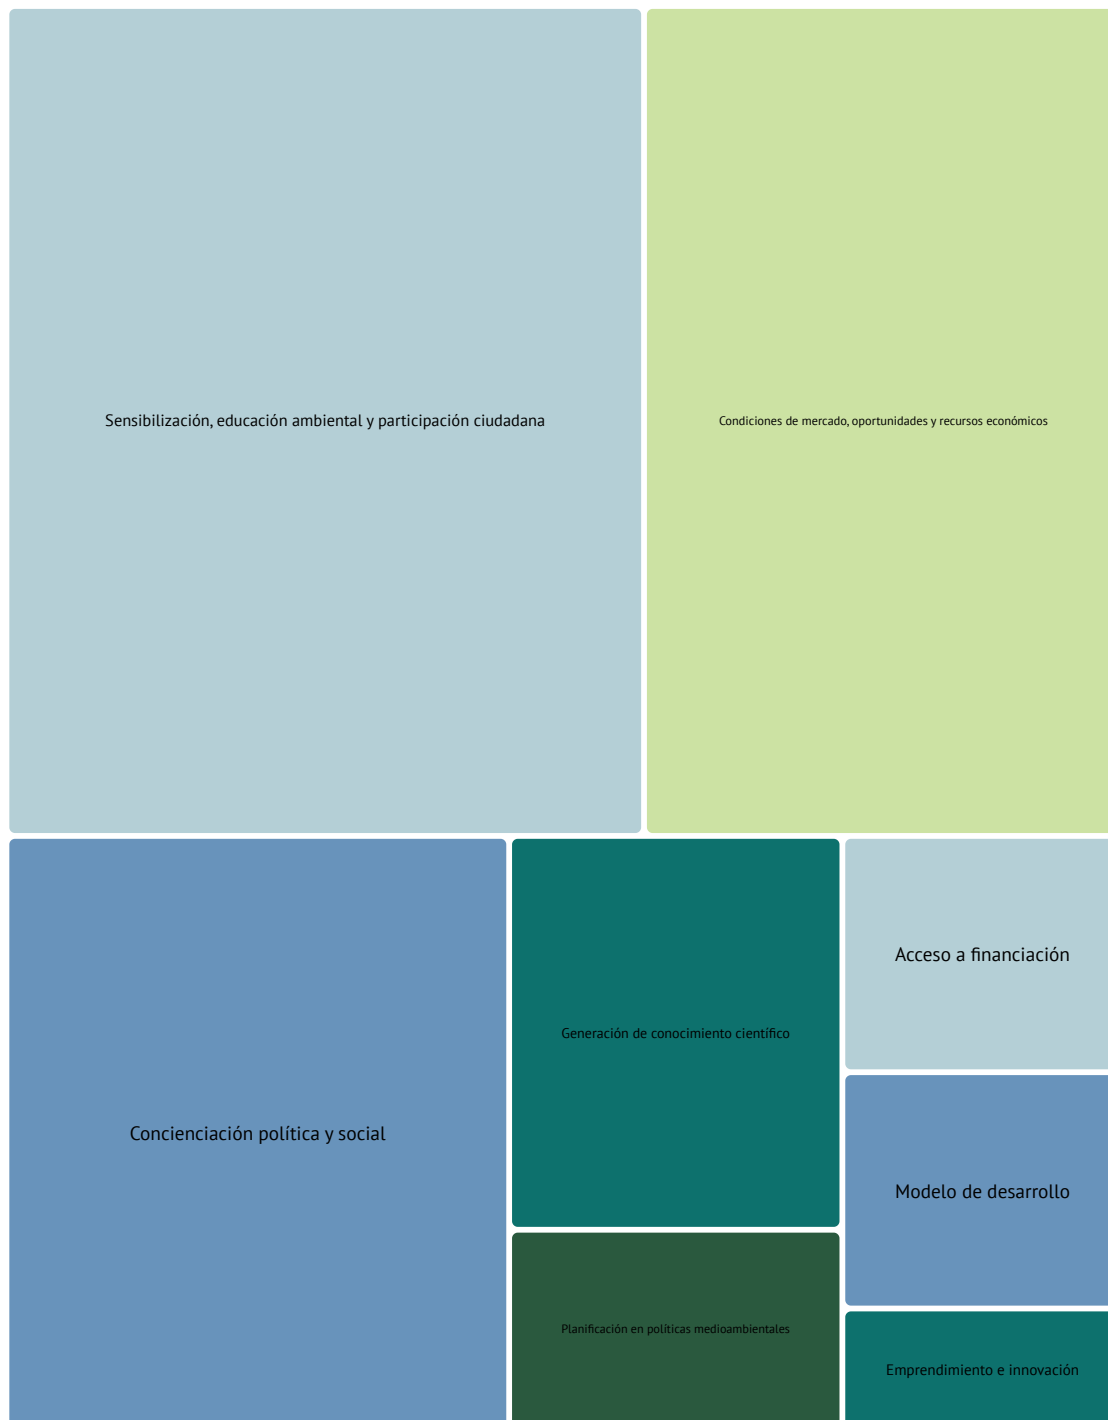 Sensibilización, educación ambiental y participación ciudadana
Condiciones de mercado, oportunidades y recursos económicos
Concienciación política y social
Generación de conocimiento científico
Planificación en políticas medioambientales
Acceso a financiación
Modelo de desarrollo
Emprendimiento e innovación